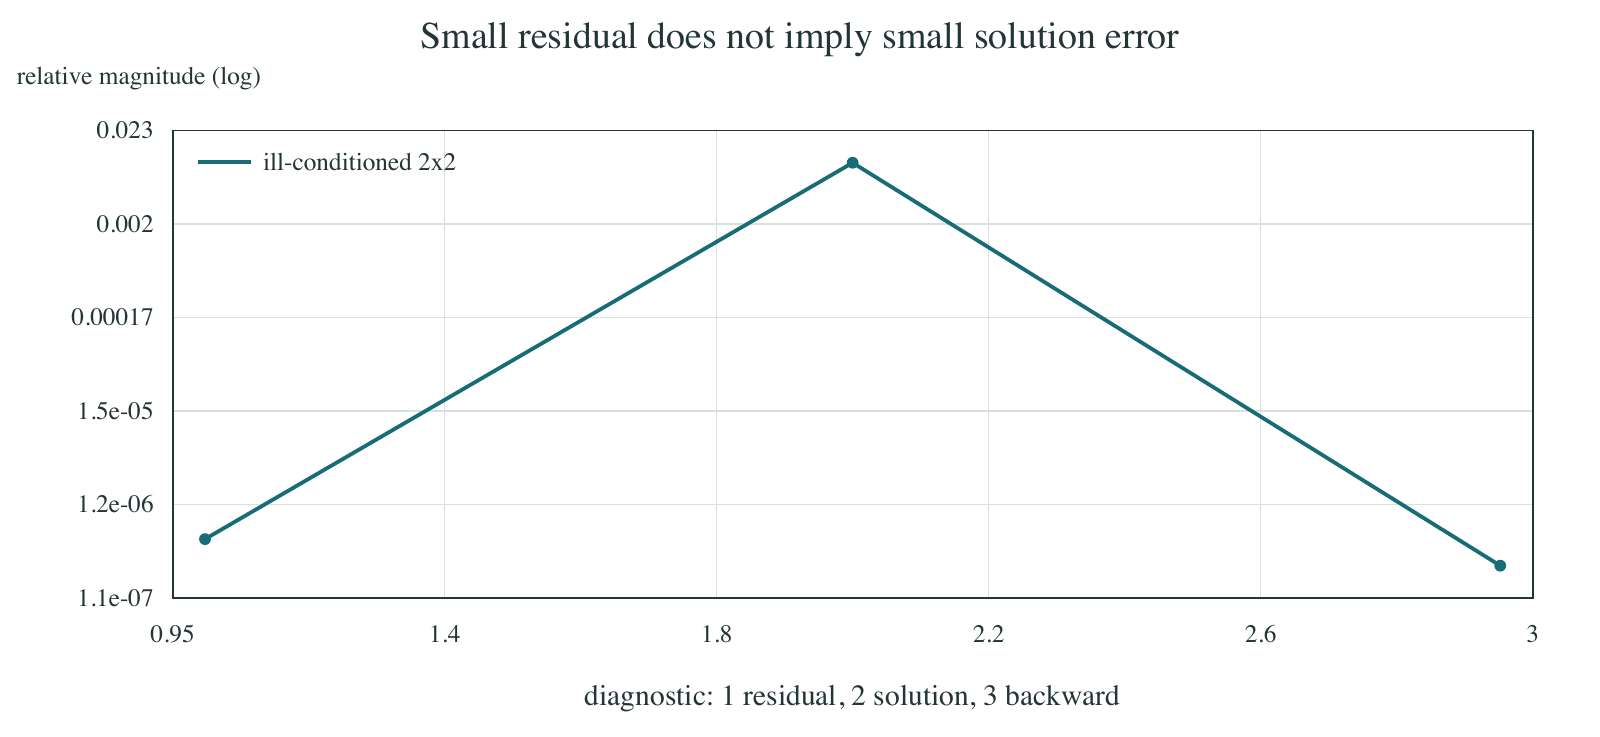 Small residual does not imply small solution error
relative magnitude (log)
0.023
ill-conditioned 2x2
0.002
0.00017
1.5e-05
1.2e-06
1.1e-07
0.95 1.4 1.8 2.2 2.6 3
diagnostic: 1 residual, 2 solution, 3 backward